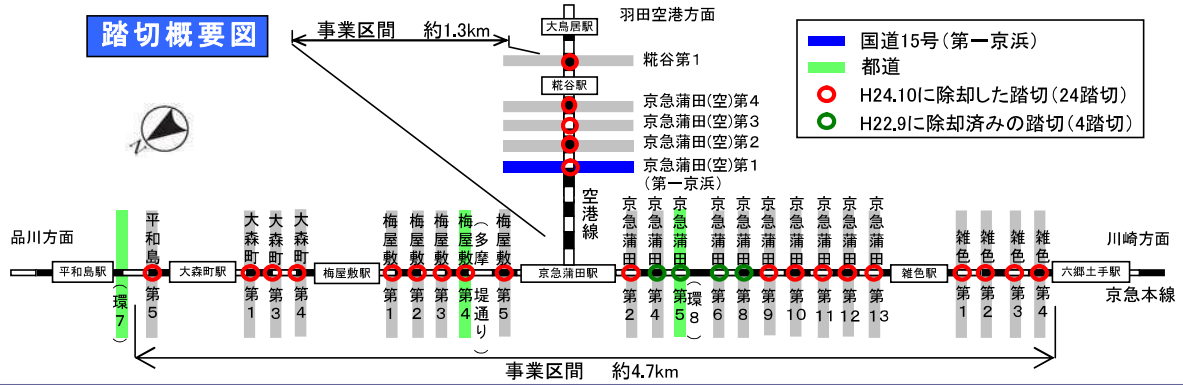 踏切概要図
事業区間 約1.3km
羽田空港方面
大鳥居駅
糀谷第1
糀谷駅
京急蒲田(空)第4
京急蒲田(空)第3
京急蒲田(空)第2
京急蒲田(空)第1
(第一京浜)
空港線
国道15号(第一京浜)
都道
H24.10に除却した踏切(24踏切)
H22.9に除却済みの踏切(4踏切)
N
品川方面
平和島駅
(環7)
平和島第5
大森町駅
大森町第1
大森町第3
大森町第4
梅屋敷駅
梅屋敷第1
梅屋敷第2
梅屋敷第3
梅屋敷第4
(多摩堤通り)
梅屋敷第5
京急蒲田駅
京急蒲田第2
京急蒲田第4
京急蒲田第5
(環8)
京急蒲田第6
京急蒲田第8
京急蒲田第9
京急蒲田第10
京急蒲田第11
京急蒲田第12
京急蒲田第13
雑色駅
雑色第1
雑色第2
雑色第3
雑色第4
六郷土手駅
川崎方面
京急本線
事業区間 約4.7km